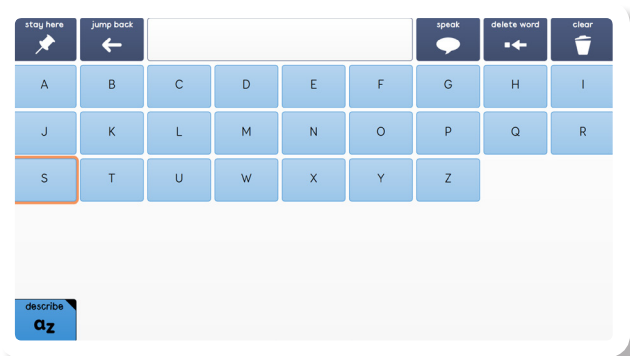 stay here jump back speak delete word clear
A B C D E F G H I
J K L M N O P Q R
S T U W X Y Z
describe
az